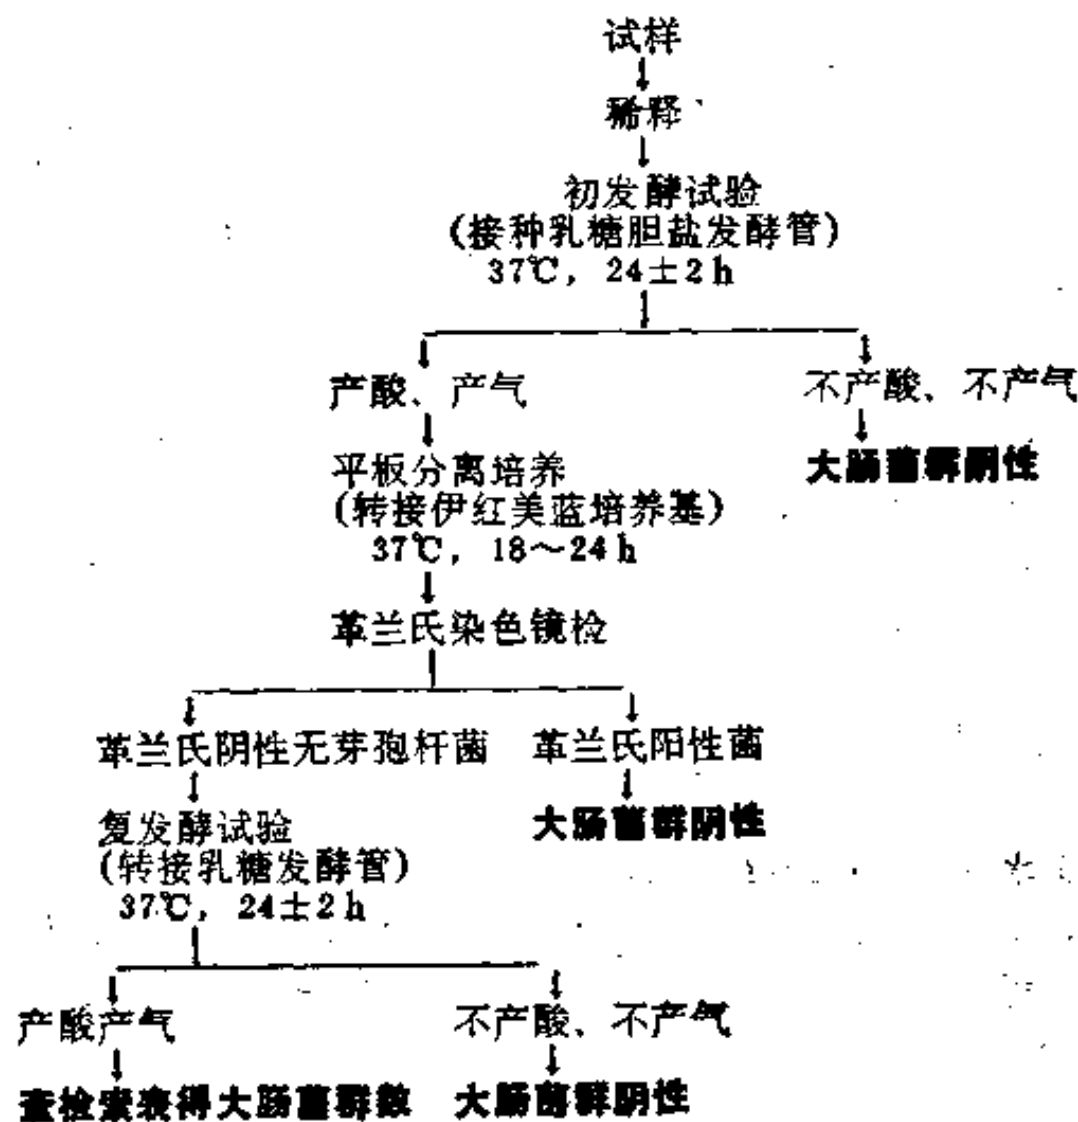 试样
稀释
初发酵试验
(接种乳糖胆盐发酵管)
37℃, 24±2h
产酸、产气
不产酸、不产气
平板分离培养
大肠菌群阴性
(转接伊红美蓝培养基)
37℃, 18~24h
革兰氏染色镜检
革兰氏阴性无芽孢杆菌
革兰氏阳性菌
复发酵试验
大肠菌群阴性
(转接乳糖发酵管)
37℃, 24±2h
产酸产气
不产酸、不产气
查检索表得大肠菌群数
大肠菌群阴性